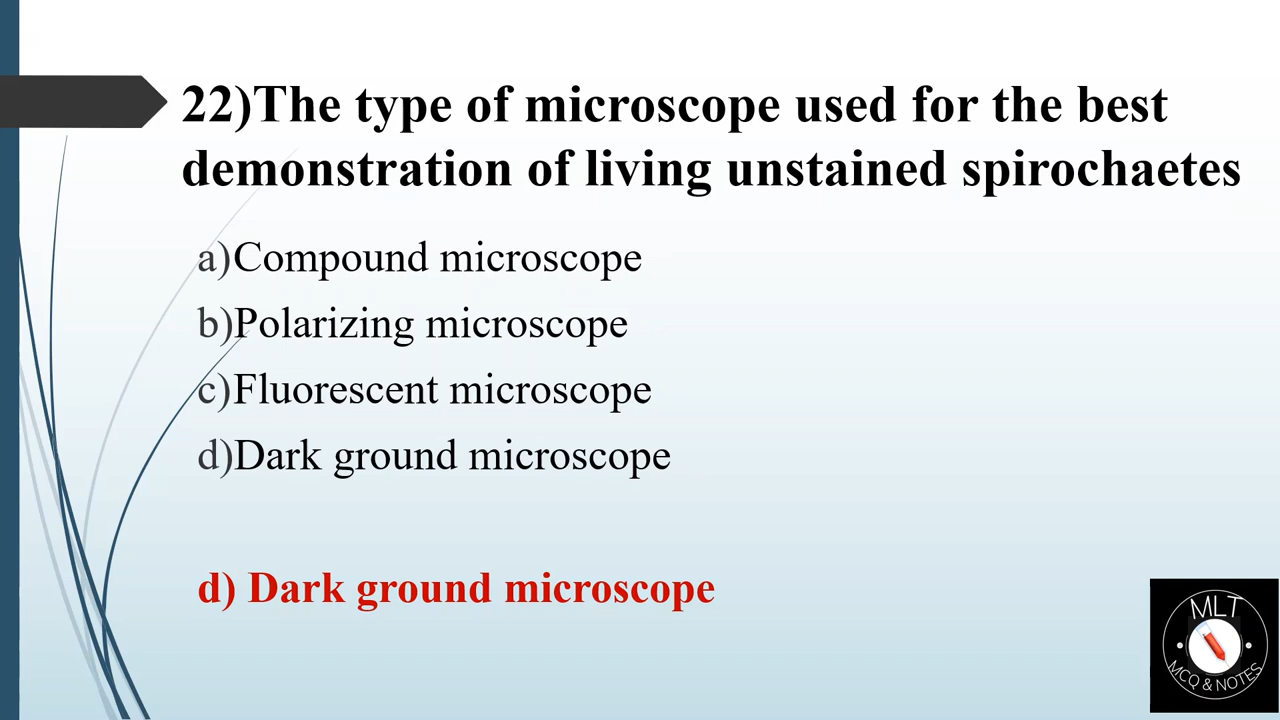 22)The type of microscope used for the best
demonstration of living unstained spirochaetes
a)Compound microscope
b)Polarizing microscope
c)Fluorescent microscope
d)Dark ground microscope
d) Dark ground microscope
MLT
MCQ & NOTES